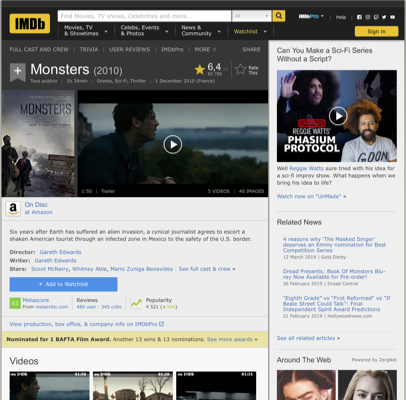 IMDb
Find Movies, TV shows, Celebrities and more...
All
IMDbPro
Help
Movies, TV & Showtimes
Celebs, Events & Photos
News & Community
Watchlist
Sign in
FULL CAST AND CREW | TRIVIA | USER REVIEWS | IMDbPro | MORE
SHARE
Monsters (2010)
6,4
Rate This
Tous publics | 1h 34min | Drama, Sci-Fi, Thriller | 1 December 2010 (France)
MONSTERS
1:50 | Trailer
5 VIDEOS | 40 IMAGES
On Disc
at Amazon
Six years after Earth has suffered an alien invasion, a cynical journalist agrees to escort a
shaken American tourist through an infected zone in Mexico to the safety of the U.S. border.
Director: Gareth Edwards
Writer: Gareth Edwards
Stars: Scoot McNairy, Whitney Able, Mario Zuniga Benavides | See full cast & crew »
+ Add to Watchlist
63
Metascore
From metacritic.com
Reviews
480 user | 345 critic
Popularity
4 521
View production, box office, & company info on IMDbPro
Nominated for 1 BAFTA Film Award. Another 13 wins & 13 nominations. See more awards »
Videos
on IMDb
on IMDb
on IMDb
Can You Make a Sci-Fi Series
Without a Script?
REGGIE WATTS'
PHASIUM
PROTOCOL
Well Reggie Watts sure tried with his idea for
a sci-fi improv show. What happens when we
bring his idea to life?
Watch now on "UnMade" »
Related News
4 reasons why 'The Masked Singer'
deserves an Emmy nomination for Best
Competition Series
12 March 2019 | Gold Derby
Dread Presents: Book Of Monsters Blu-
ray Now Available for Pre-order!
26 February 2019 | Dread Central
"Eighth Grade" vs "First Reformed" vs "If
Beale Street Could Talk": Final
Independent Spirit Award Predictions
21 February 2019 | Hollywoodnews.com
See all related articles »
Around The Web
Powered by ZergNet